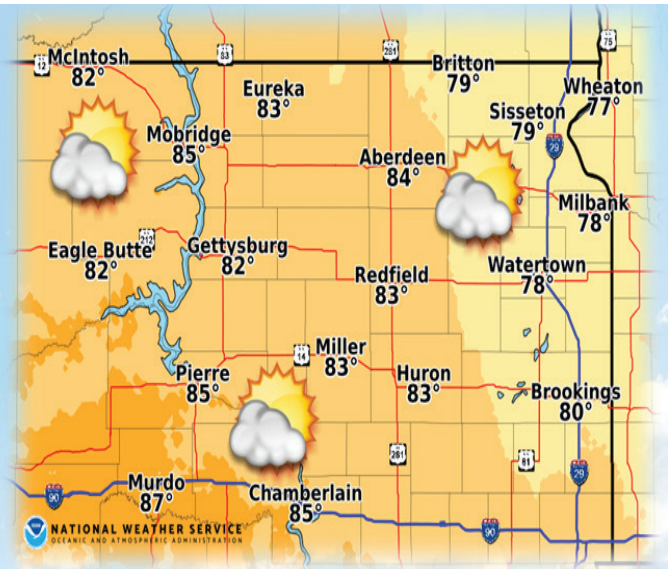 75
83
281
12
McIntosh
82°
Britton
79°
Eureka
83°
Wheaton
77°
Sisseton
79°
Mobridge
85°
29
Aberdeen
84°
Milbank
78°
212
Eagle Butte
82°
Gettysburg
82°
Watertown
78°
Redfield
83°
14
Miller
83°
Pierre
85°
Huron
83°
Brookings
80°
281
81
29
Murdo
87°
90
Chamberlain
85°
90
NATIONAL WEATHER SERVICE
OCEANIC AND ATMOSPHERIC ADMINISTRATION